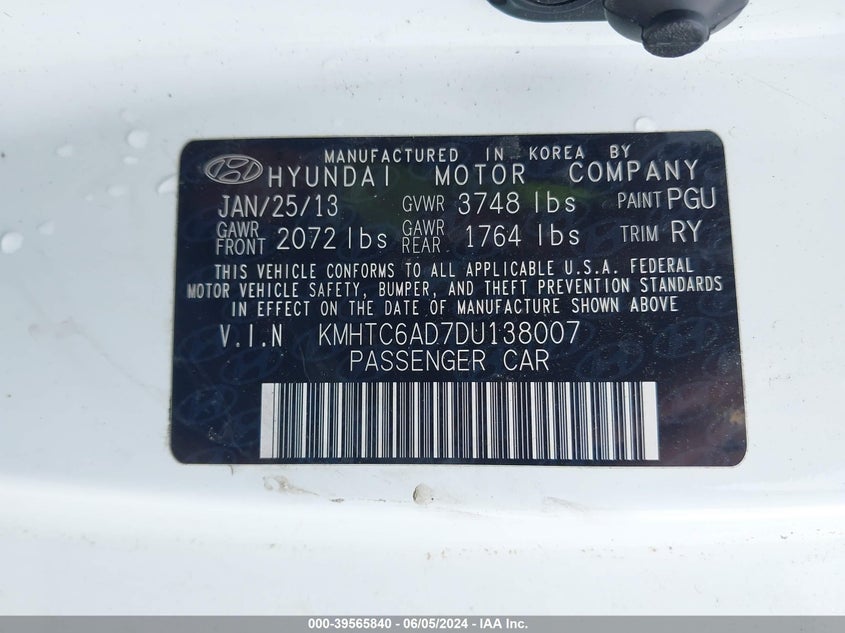 MANUFACTURED IN KOREA BY
HYUNDAI MOTOR COMPANY
JAN/25/13 GVWR 3748 lbs PAINT PGU
GAWR FRONT 2072 lbs GAWR REAR 1764 lbs TRIM RY
THIS VEHICLE CONFORMS TO ALL APPLICABLE U.S.A. FEDERAL
MOTOR VEHICLE SAFETY, BUMPER, AND THEFT PREVENTION STANDARDS
IN EFFECT ON THE DATE OF MANUFACTURE SHOWN ABOVE
V.I.N KMHTC6AD7DU138007
PASSENGER CAR
000-39565840 - 06/05/2024 - IAA Inc.